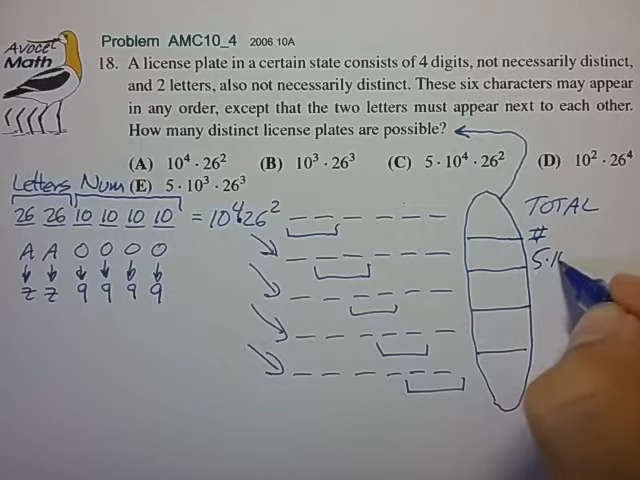 Avocet
Math
Problem AMC10_4 2006 10A
18. A license plate in a certain state consists of 4 digits, not necessarily distinct,
and 2 letters, also not necessarily distinct. These six characters may appear
in any order, except that the two letters must appear next to each other.
How many distinct license plates are possible?
(A) 10⁴ · 26² (B) 10³ · 26³ (C) 5 · 10⁴ · 26² (D) 10² · 26⁴
(E) 5 · 10³ · 26³
Letters Num
26 26 10 10 10 10 = 10⁴26²
A A 0 0 0 0
Z Z 9 9 9 9
TOTAL
#
5·1